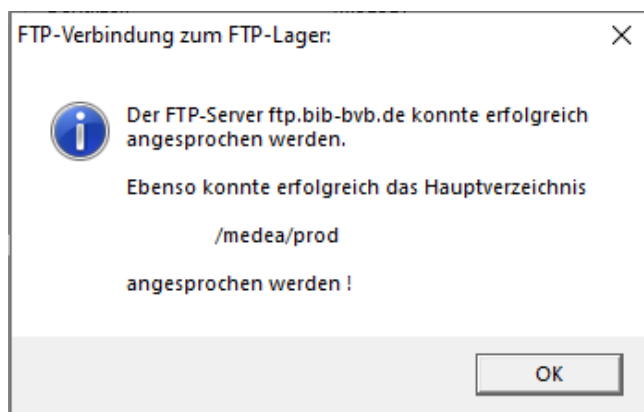 FTP-Verbindung zum FTP-Lager:
Der FTP-Server ftp.bib-bvb.de konnte erfolgreich
angesprochen werden.
Ebenso konnte erfolgreich das Hauptverzeichnis
/medea/prod
angesprochen werden !
OK